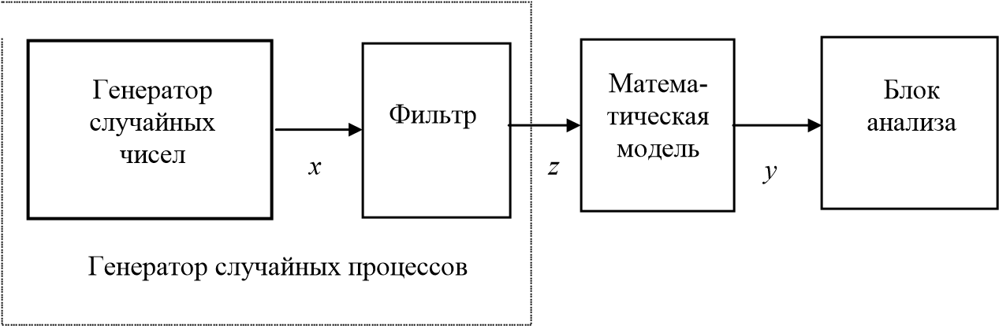 Генератор
случайных
чисел
x
Фильтр
z
Матема-
тическая
модель
y
Блок
анализа
Генератор случайных процессов